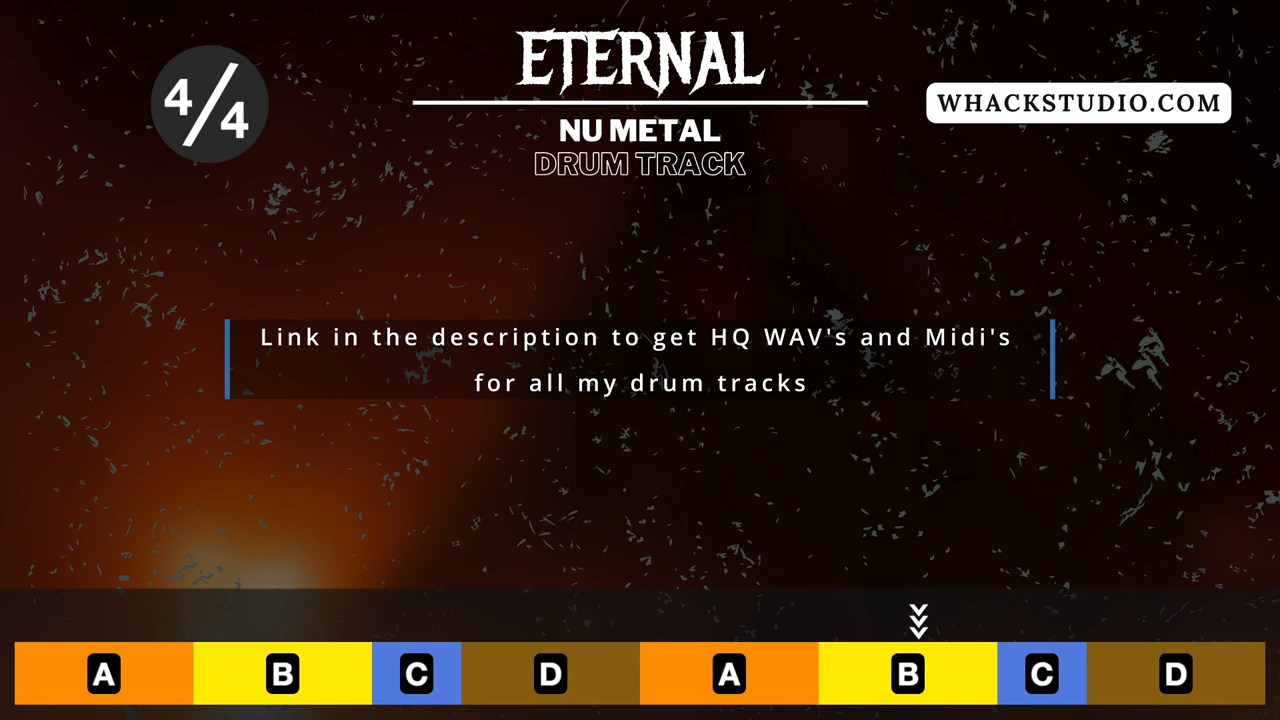 4/4
ETERNAL
NU METAL
DRUM TRACK
WHACKSTUDIO.COM
Link in the description to get HQ WAV's and Midi's
for all my drum tracks
A B C D A B C D